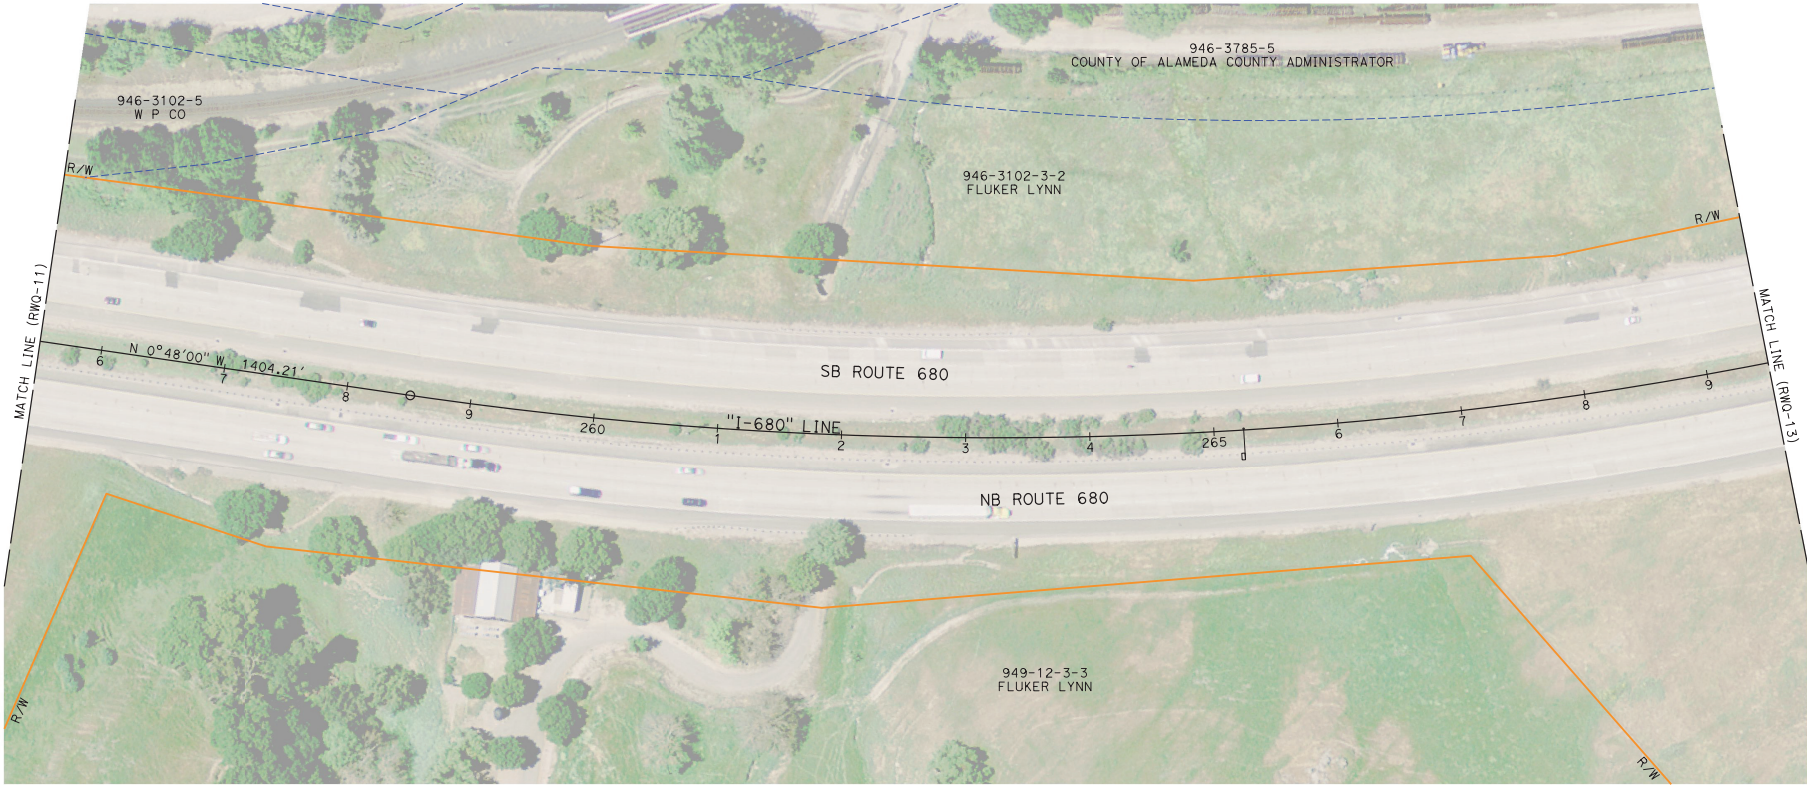 946-3785-5
COUNTY OF ALAMEDA COUNTY ADMINISTRATOR
946-3102-5
W P CO
R/W
946-3102-3-2
FLUKER LYNN
R/W
MATCH LINE (RWQ-11)
MATCH LINE (RWQ-13)
N 0°48'00" W 1404.21'
SB ROUTE 680
"I-680" LINE
6
7
8
9
260
1
2
3
4
265
6
7
8
9
NB ROUTE 680
949-12-3-3
FLUKER LYNN
R/W
R/W